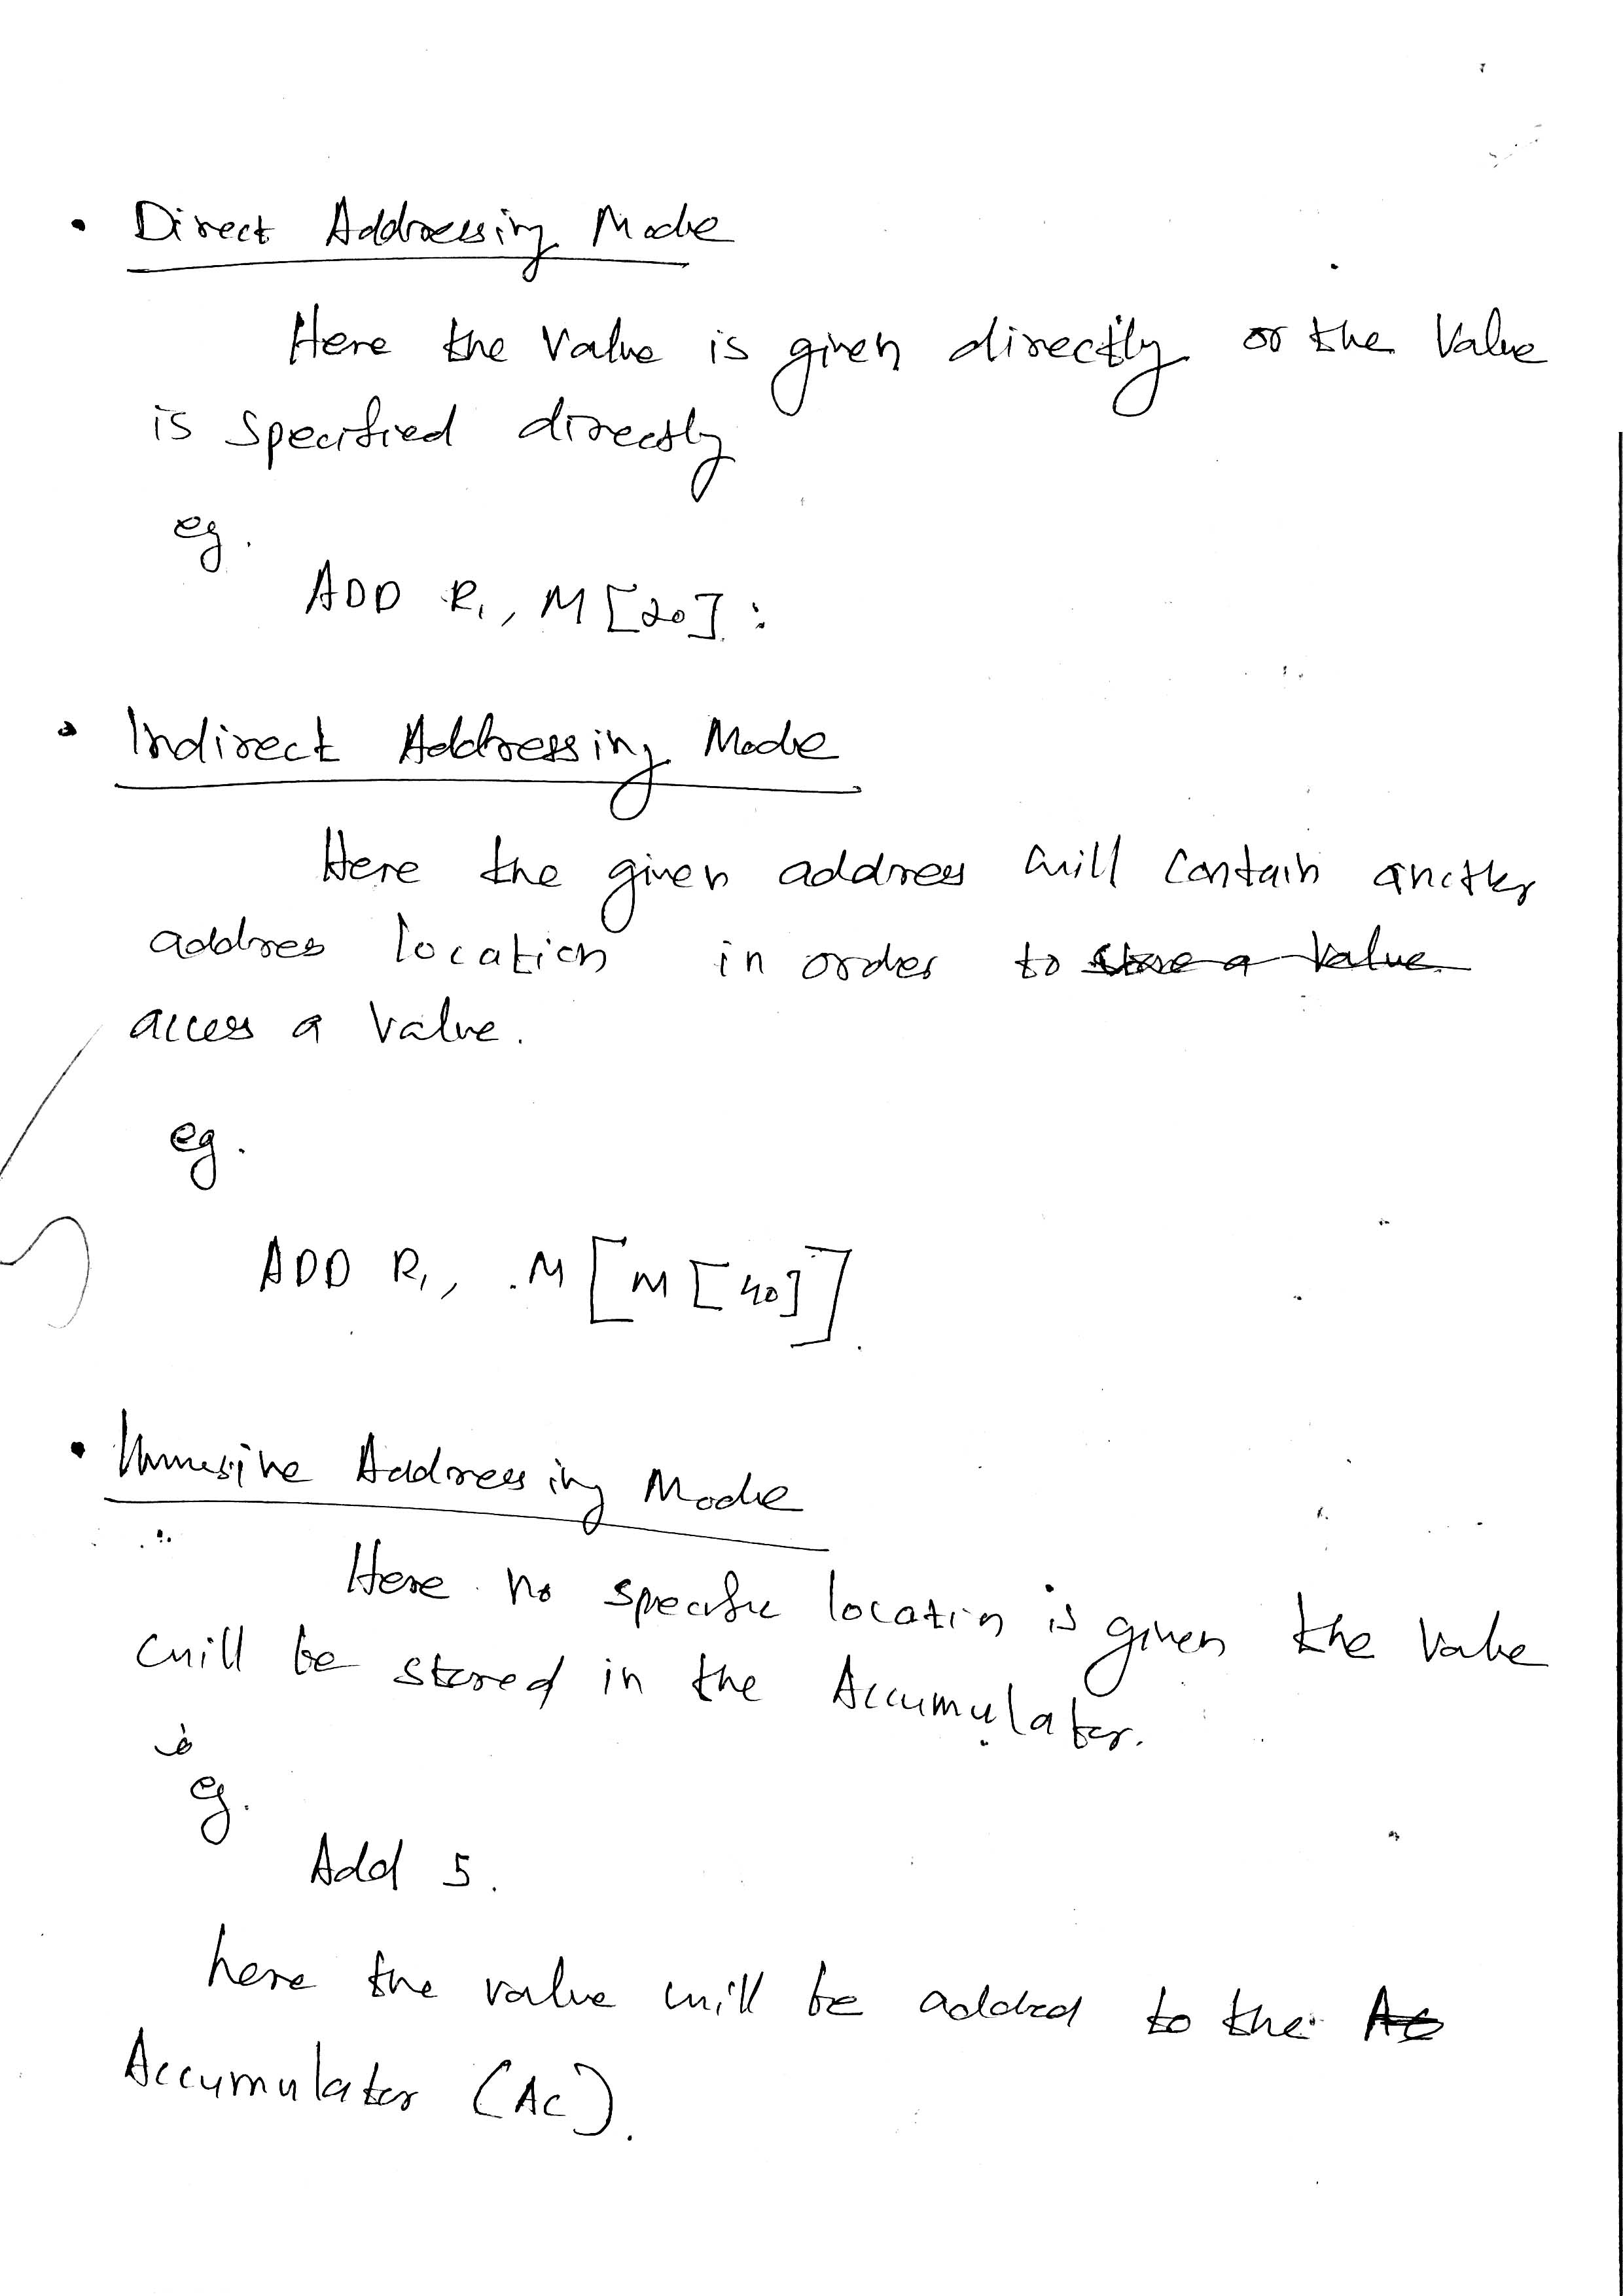 • Direct Addressing Mode
Here the value is given directly or the value
is specified directly
eg.
ADD R1, M[20]:
• Indirect Addressing Mode
Here the given address will contain another
address location in order to store a value
access a value.
eg.
ADD R1, M[M[40]].
• Addressing Mode
Here no specific location is given the value
will be stored in the Accumulator.
eg.
Add 5.
here the value will be added to the Ac
Accumulator (AC).